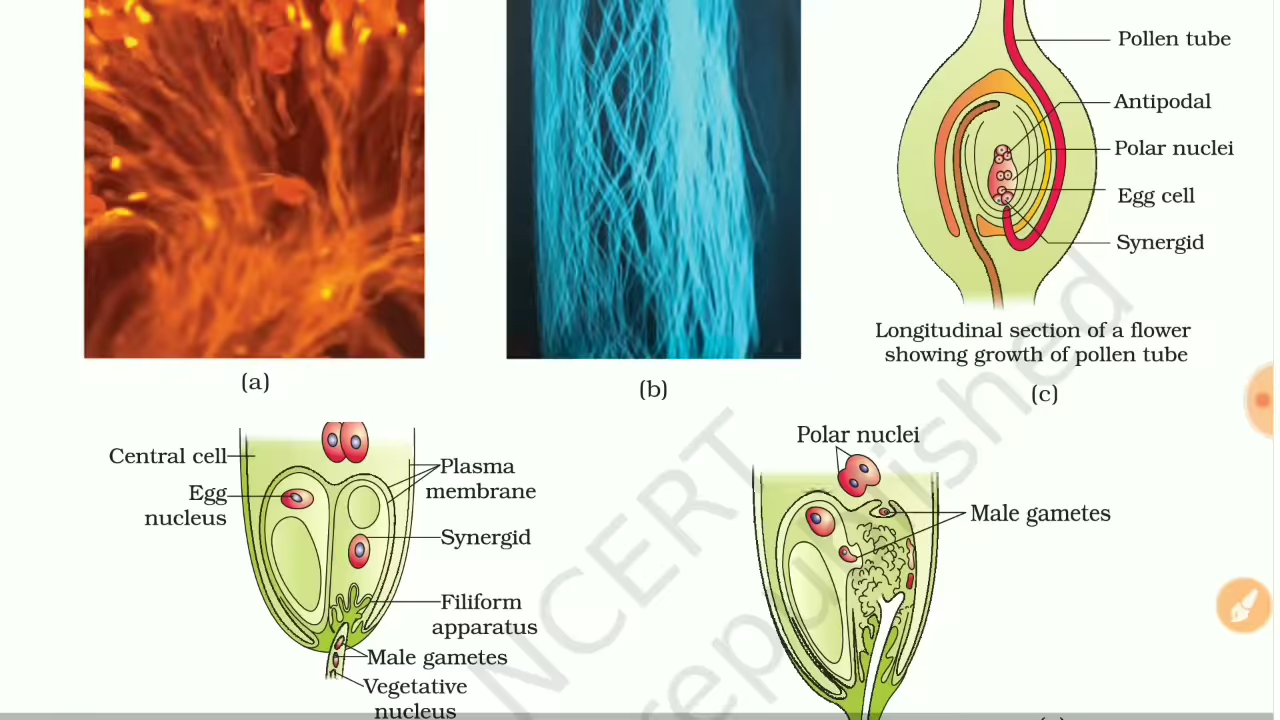 Pollen tube
Antipodal
Polar nuclei
Egg cell
Synergid
Longitudinal section of a flower
showing growth of pollen tube
(a)
(b)
(c)
Central cell
Egg
nucleus
Plasma
membrane
Synergid
Filiform
apparatus
Male gametes
Vegetative
nucleus
Polar nuclei
Male gametes
NCERT
republished